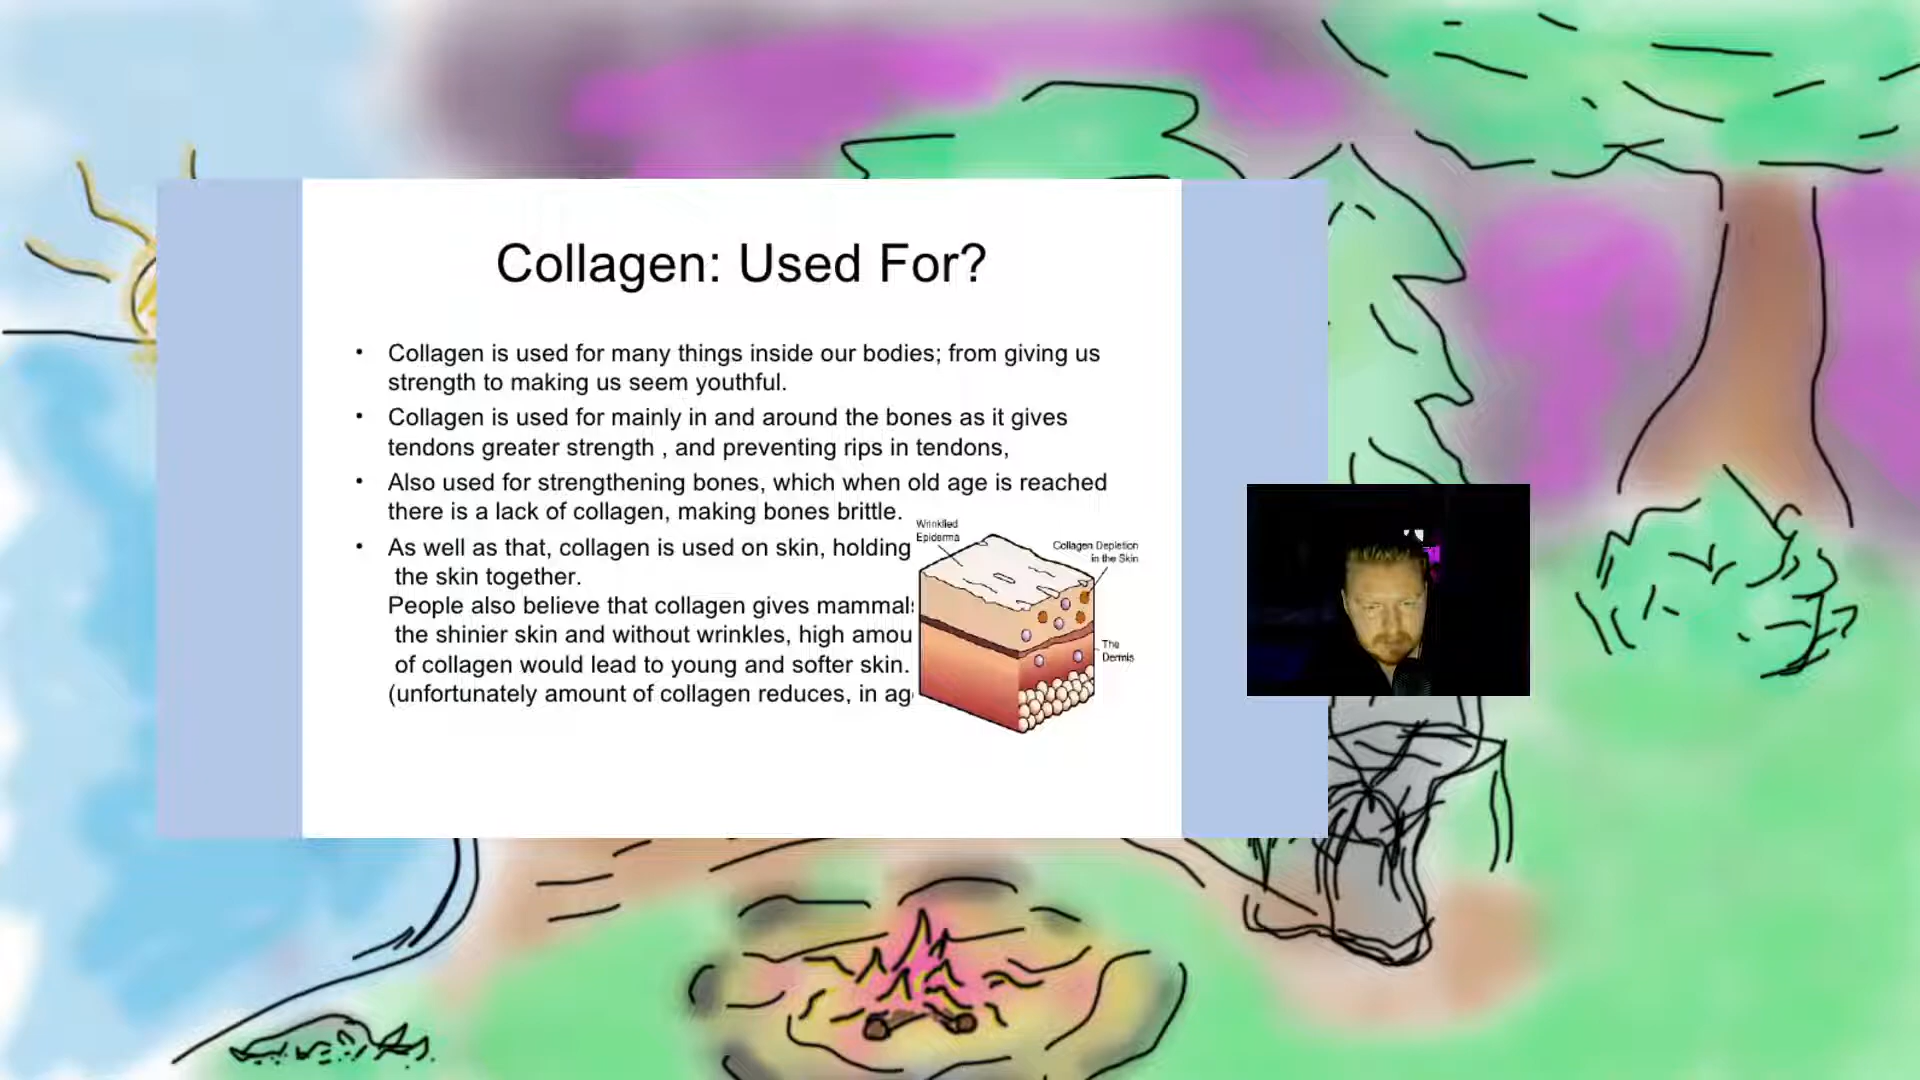 Collagen: Used For?
• Collagen is used for many things inside our bodies; from giving us
strength to making us seem youthful.
• Collagen is used for mainly in and around the bones as it gives
tendons greater strength , and preventing rips in tendons,
• Also used for strengthening bones, which when old age is reached
there is a lack of collagen, making bones brittle.
• As well as that, collagen is used on skin, holding
the skin together.
People also believe that collagen gives mammals
the shinier skin and without wrinkles, high amou
of collagen would lead to young and softer skin.
(unfortunately amount of collagen reduces, in ag
Wrinklied
Epiderma
Collagen Depletion
in the Skin
The
Dermis